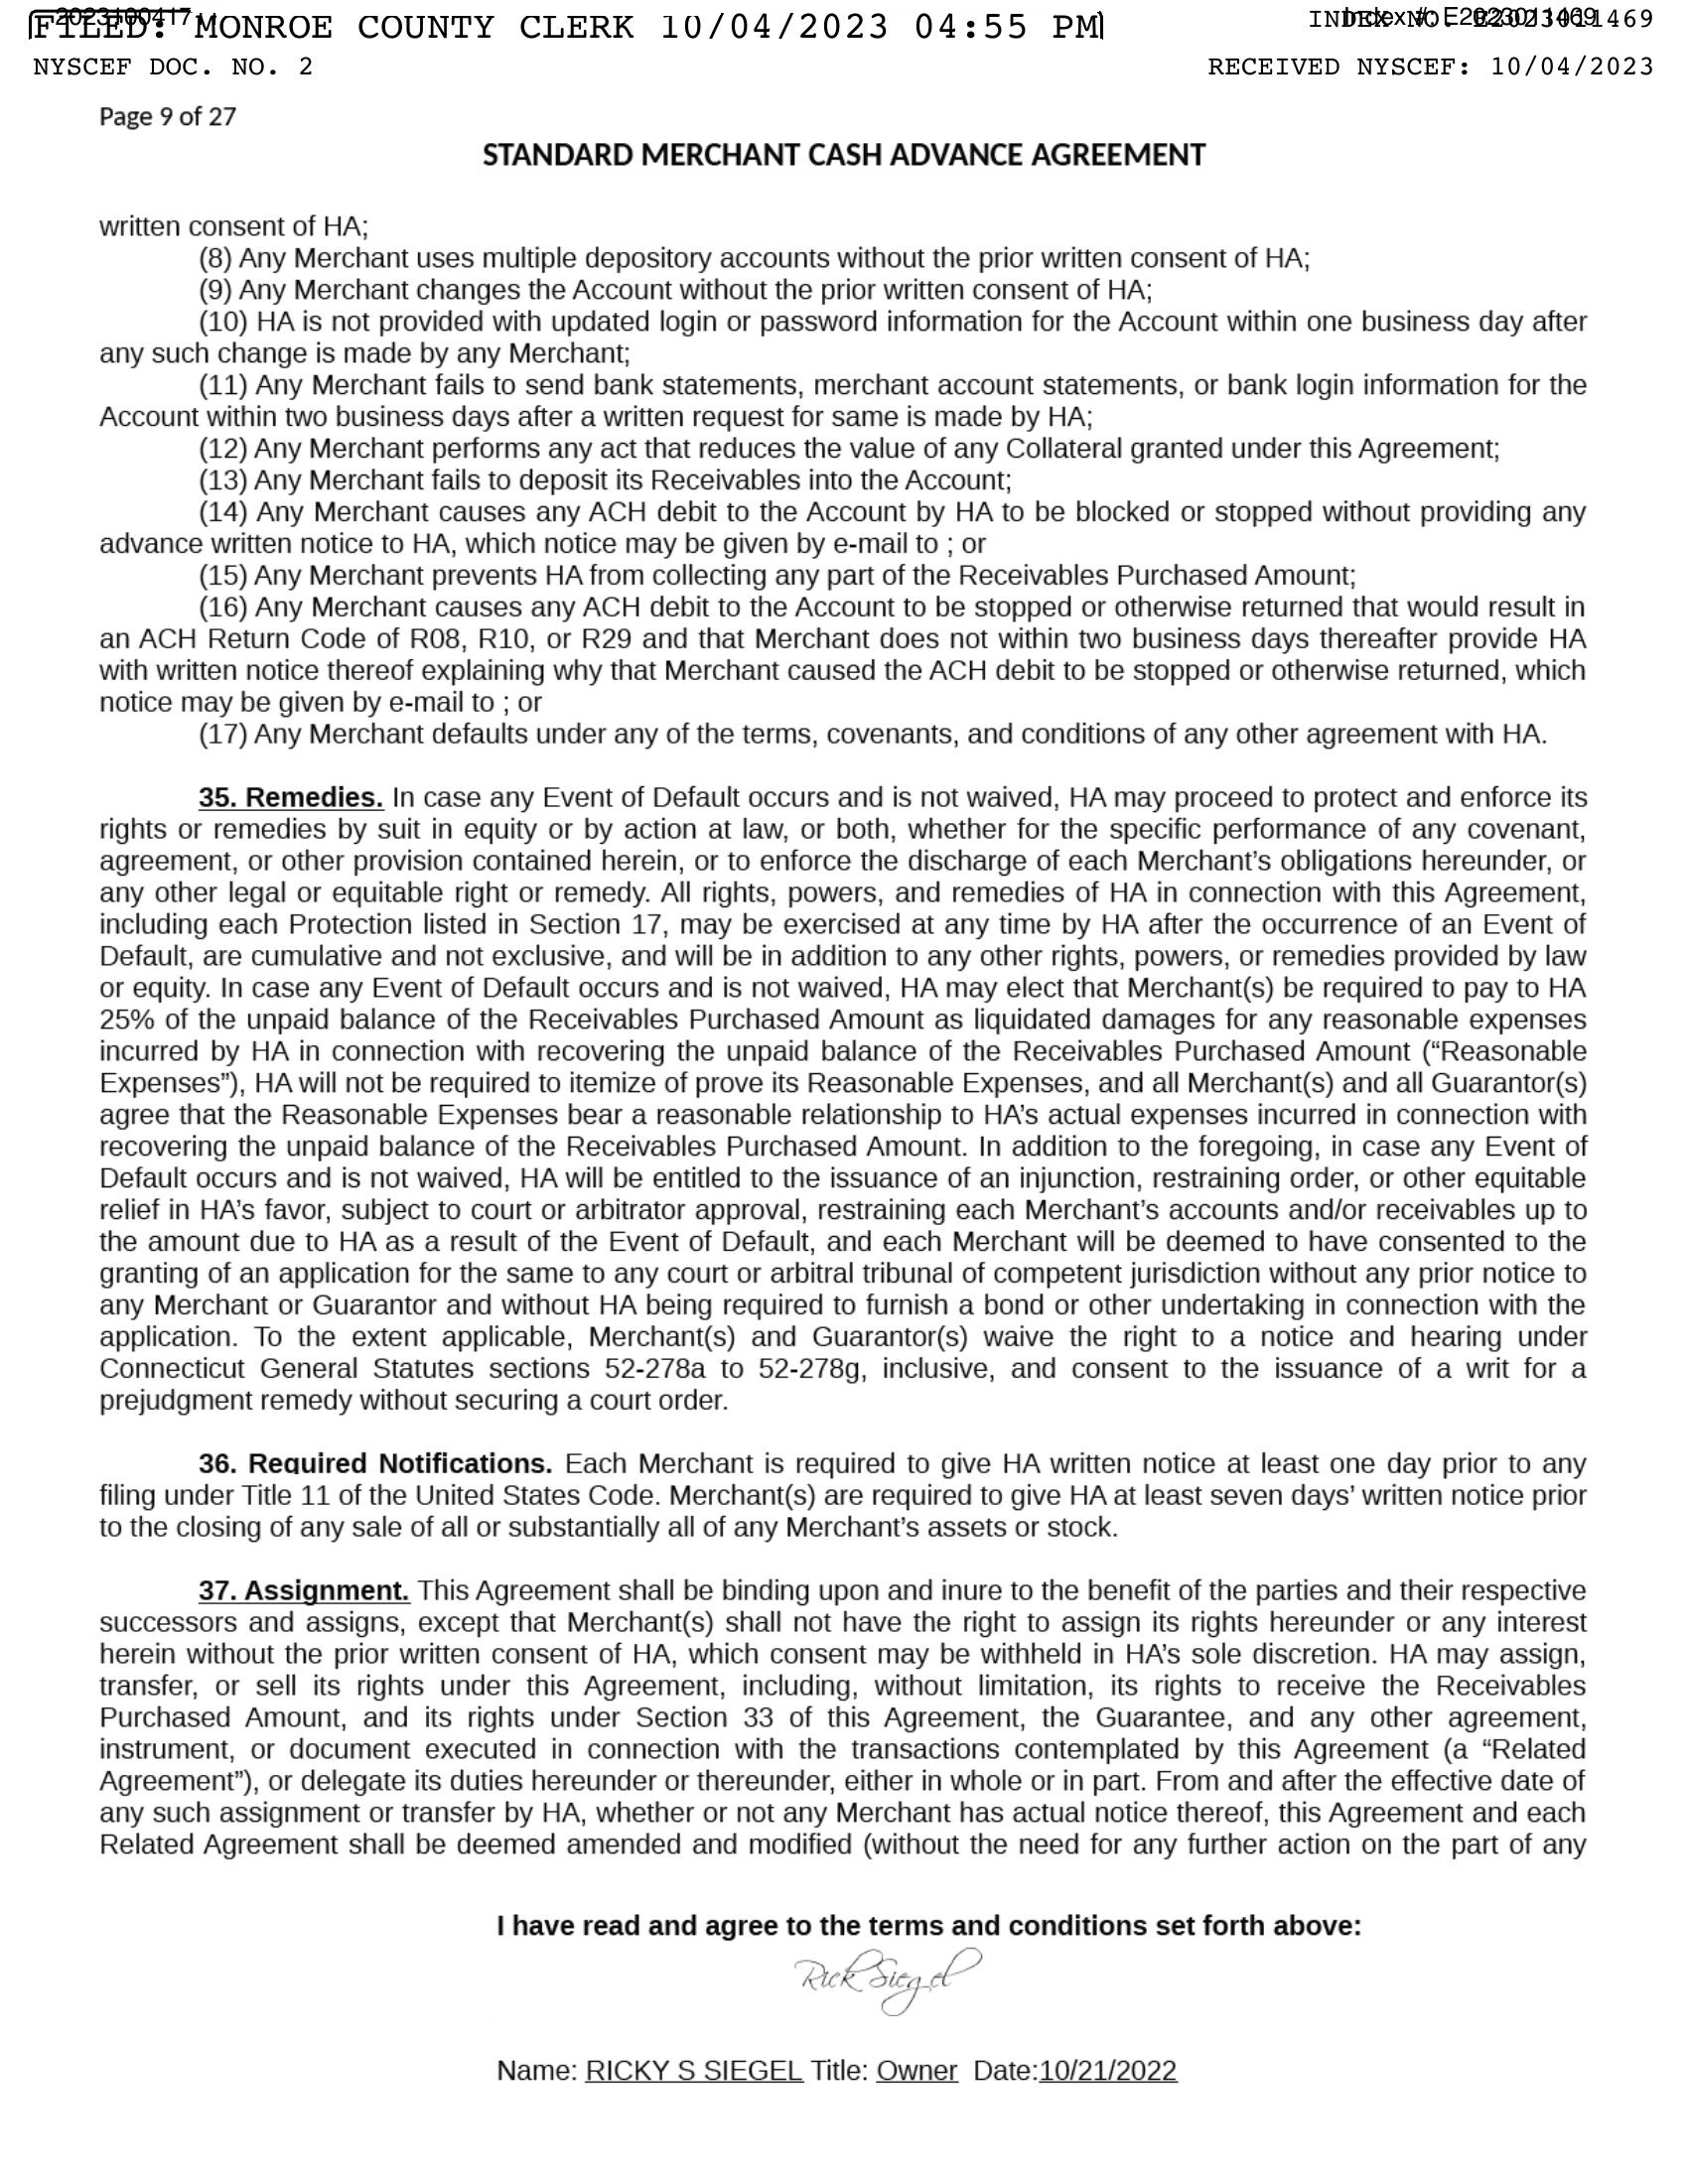 FILED: MONROE COUNTY CLERK 10/04/2023 04:55 PM
INDEX NO. E2023011469
NYSCEF DOC. NO. 2
RECEIVED NYSCEF: 10/04/2023
Page 9 of 27
STANDARD MERCHANT CASH ADVANCE AGREEMENT
written consent of HA;
(8) Any Merchant uses multiple depository accounts without the prior written consent of HA;
(9) Any Merchant changes the Account without the prior written consent of HA;
(10) HA is not provided with updated login or password information for the Account within one business day after
any such change is made by any Merchant;
(11) Any Merchant fails to send bank statements, merchant account statements, or bank login information for the
Account within two business days after a written request for same is made by HA;
(12) Any Merchant performs any act that reduces the value of any Collateral granted under this Agreement;
(13) Any Merchant fails to deposit its Receivables into the Account;
(14) Any Merchant causes any ACH debit to the Account by HA to be blocked or stopped without providing any
advance written notice to HA, which notice may be given by e-mail to ; or
(15) Any Merchant prevents HA from collecting any part of the Receivables Purchased Amount;
(16) Any Merchant causes any ACH debit to the Account to be stopped or otherwise returned that would result in
an ACH Return Code of R08, R10, or R29 and that Merchant does not within two business days thereafter provide HA
with written notice thereof explaining why that Merchant caused the ACH debit to be stopped or otherwise returned, which
notice may be given by e-mail to ; or
(17) Any Merchant defaults under any of the terms, covenants, and conditions of any other agreement with HA.
35. Remedies. In case any Event of Default occurs and is not waived, HA may proceed to protect and enforce its
rights or remedies by suit in equity or by action at law, or both, whether for the specific performance of any covenant,
agreement, or other provision contained herein, or to enforce the discharge of each Merchant’s obligations hereunder, or
any other legal or equitable right or remedy. All rights, powers, and remedies of HA in connection with this Agreement,
including each Protection listed in Section 17, may be exercised at any time by HA after the occurrence of an Event of
Default, are cumulative and not exclusive, and will be in addition to any other rights, powers, or remedies provided by law
or equity. In case any Event of Default occurs and is not waived, HA may elect that Merchant(s) be required to pay to HA
25% of the unpaid balance of the Receivables Purchased Amount as liquidated damages for any reasonable expenses
incurred by HA in connection with recovering the unpaid balance of the Receivables Purchased Amount (“Reasonable
Expenses”), HA will not be required to itemize of prove its Reasonable Expenses, and all Merchant(s) and all Guarantor(s)
agree that the Reasonable Expenses bear a reasonable relationship to HA’s actual expenses incurred in connection with
recovering the unpaid balance of the Receivables Purchased Amount. In addition to the foregoing, in case any Event of
Default occurs and is not waived, HA will be entitled to the issuance of an injunction, restraining order, or other equitable
relief in HA’s favor, subject to court or arbitrator approval, restraining each Merchant’s accounts and/or receivables up to
the amount due to HA as a result of the Event of Default, and each Merchant will be deemed to have consented to the
granting of an application for the same to any court or arbitral tribunal of competent jurisdiction without any prior notice to
any Merchant or Guarantor and without HA being required to furnish a bond or other undertaking in connection with the
application. To the extent applicable, Merchant(s) and Guarantor(s) waive the right to a notice and hearing under
Connecticut General Statutes sections 52-278a to 52-278g, inclusive, and consent to the issuance of a writ for a
prejudgment remedy without securing a court order.
36. Required Notifications. Each Merchant is required to give HA written notice at least one day prior to any
filing under Title 11 of the United States Code. Merchant(s) are required to give HA at least seven days’ written notice prior
to the closing of any sale of all or substantially all of any Merchant’s assets or stock.
37. Assignment. This Agreement shall be binding upon and inure to the benefit of the parties and their respective
successors and assigns, except that Merchant(s) shall not have the right to assign its rights hereunder or any interest
herein without the prior written consent of HA, which consent may be withheld in HA’s sole discretion. HA may assign,
transfer, or sell its rights under this Agreement, including, without limitation, its rights to receive the Receivables
Purchased Amount, and its rights under Section 33 of this Agreement, the Guarantee, and any other agreement,
instrument, or document executed in connection with the transactions contemplated by this Agreement (a “Related
Agreement”), or delegate its duties hereunder or thereunder, either in whole or in part. From and after the effective date of
any such assignment or transfer by HA, whether or not any Merchant has actual notice thereof, this Agreement and each
Related Agreement shall be deemed amended and modified (without the need for any further action on the part of any
I have read and agree to the terms and conditions set forth above:
Rick Siegel
Name: RICKY S SIEGEL Title: Owner Date:10/21/2022